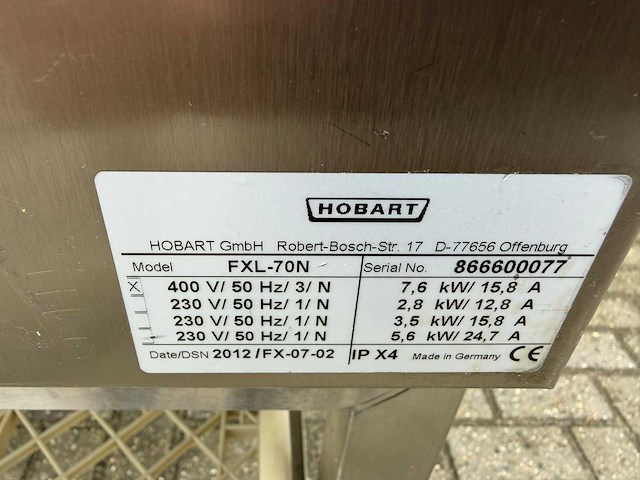 HOBART
HOBART GmbH Robert-Bosch-Str. 17 D-77656 Offenburg
Model FXL-70N Serial No. 866600077
X 400 V/ 50 Hz/ 3/ N 7,6 kW/ 15,8 A
230 V/ 50 Hz/ 1/ N 2,8 kW/ 12,8 A
230 V/ 50 Hz/ 1/ N 3,5 kW/ 15,8 A
230 V/ 50 Hz/ 1/ N 5,6 kW/ 24,7 A
Date/DSN 2012/FX-07-02 IP X4 Made in Germany CE